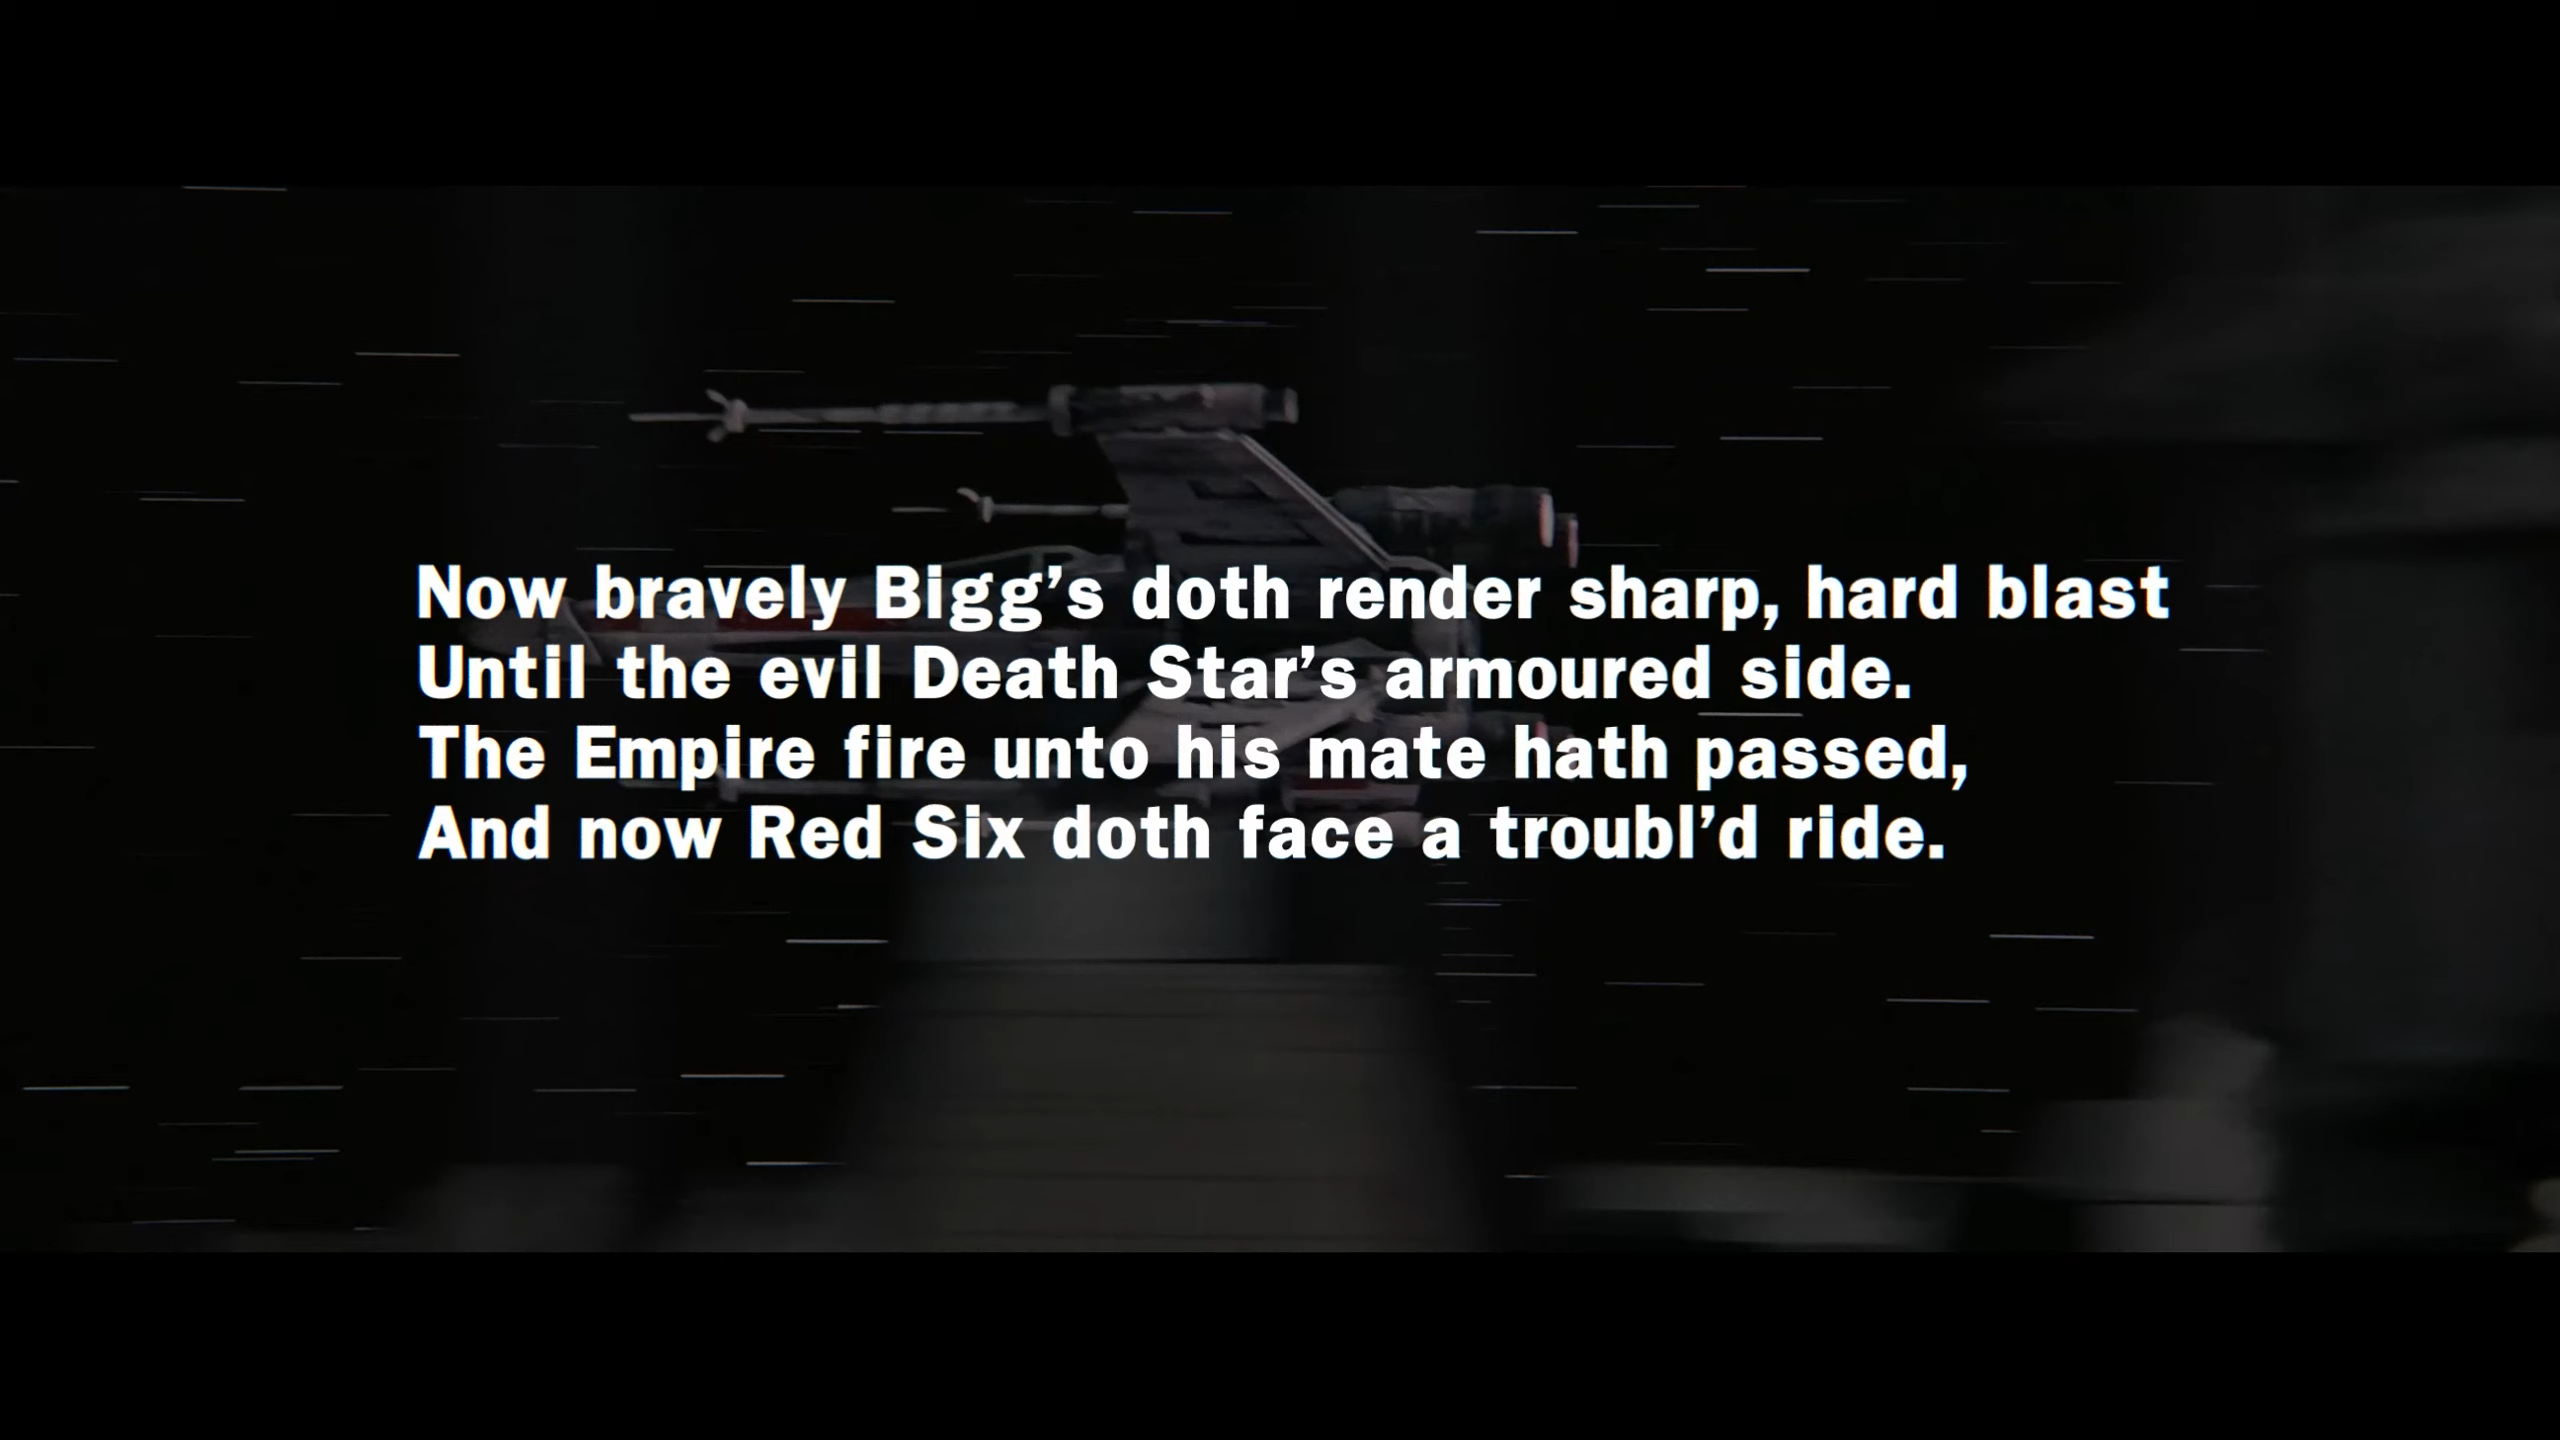 Now bravely Bigg’s doth render sharp, hard blast
Until the evil Death Star’s armoured side.
The Empire fire unto his mate hath passed,
And now Red Six doth face a troubl’d ride.